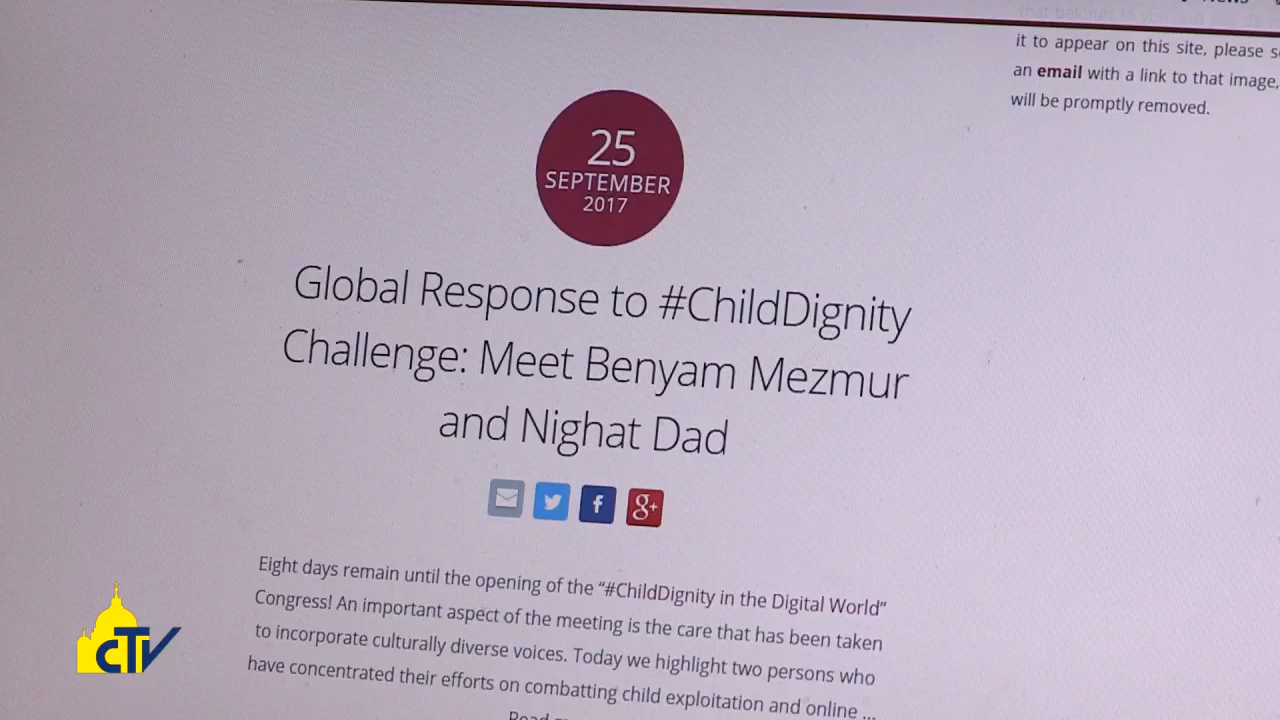 it to appear on this site, please
an email with a link to that image,
will be promptly removed.
25
SEPTEMBER
2017
Global Response to #ChildDignity
Challenge: Meet Benyam Mezmur
and Nighat Dad
g+
Eight days remain until the opening of the “#ChildDignity in the Digital World”
Congress! An important aspect of the meeting is the care that has been taken
to incorporate culturally diverse voices. Today we highlight two persons who
have concentrated their efforts on combatting child exploitation and online ...
Read
CTV